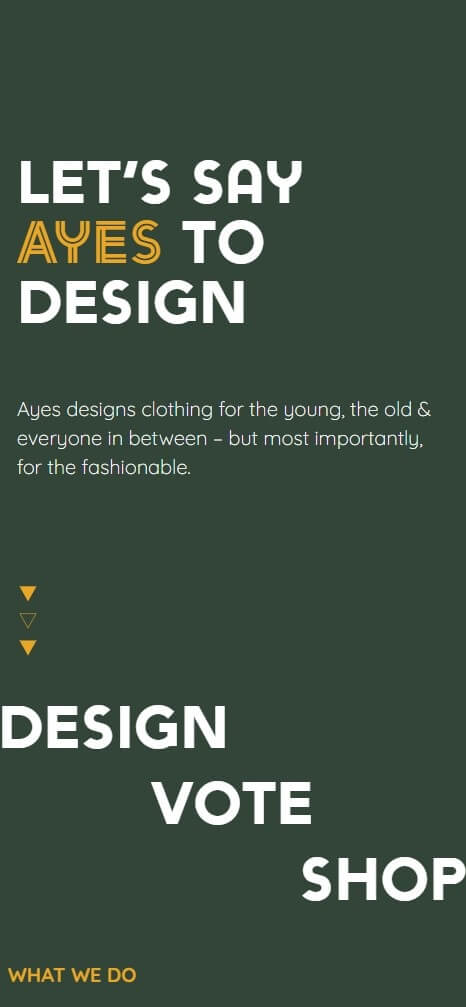 LET'S SAY
AYES TO
DESIGN
Ayes designs clothing for the young, the old &
everyone in between – but most importantly,
for the fashionable.
DESIGN
VOTE
SHOP
WHAT WE DO